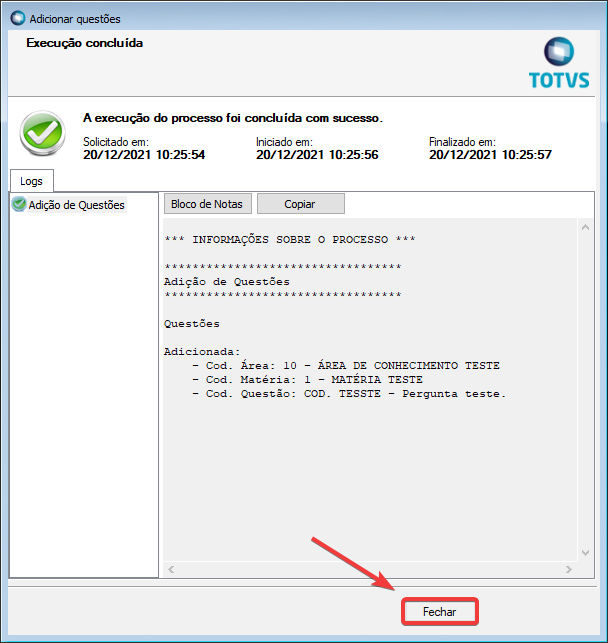 Adicionar questões
Execução concluída
TOTVS
A execução do processo foi concluída com sucesso.
Solicitado em: Iniciado em: Finalizado em:
20/12/2021 10:25:54 20/12/2021 10:25:56 20/12/2021 10:25:57
Logs
Adição de Questões
Bloco de Notas Copiar
*** INFORMAÇÕES SOBRE O PROCESSO ***
**********************************
Adição de Questões
**********************************
Questões
Adicionada:
- Cod. Área: 10 - ÁREA DE CONHECIMENTO TESTE
- Cod. Matéria: 1 - MATÉRIA TESTE
- Cod. Questão: COD. TESSTE - Pergunta teste.
Fechar